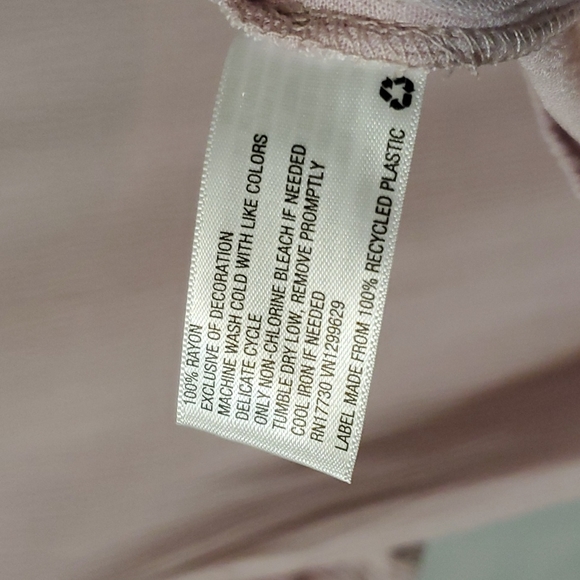 100% RAYON
EXCLUSIVE OF DECORATION
MACHINE WASH COLD WITH LIKE COLORS
DELICATE CYCLE
ONLY NON-CHLORINE BLEACH IF NEEDED
TUMBLE DRY LOW, REMOVE PROMPTLY
COOL IRON IF NEEDED
RN17730 VN1299629
LABEL MADE FROM 100% RECYCLED PLASTIC